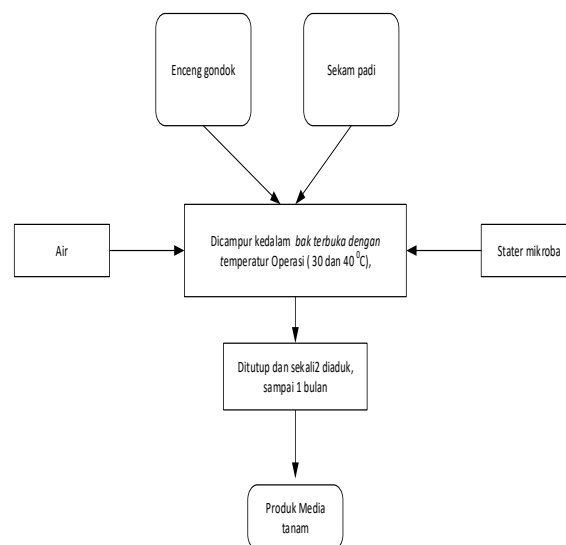 Enceng gondok
Sekam padi
Dicampur kedalam bak terbuka dengan
temperatur Operasi ( 30 dan 40 ⁰C),
Air
Stater mikroba
Ditutup dan sekali2 diaduk,
sampai 1 bulan
Produk Media
tanam